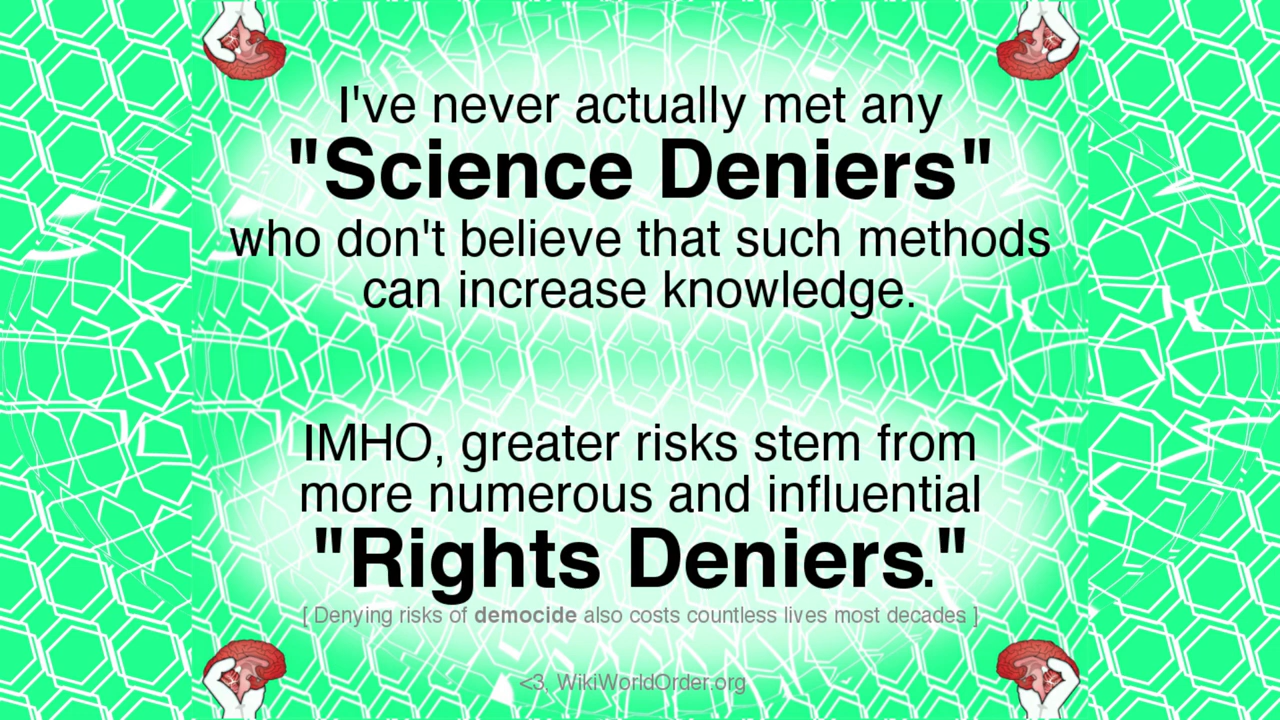 I've never actually met any
"Science Deniers"
who don't believe that such methods
can increase knowledge.
IMHO, greater risks stem from
more numerous and influential
"Rights Deniers."
[ Denying risks of democide also costs countless lives most decades ]
<3, WikiWorldOrder.org